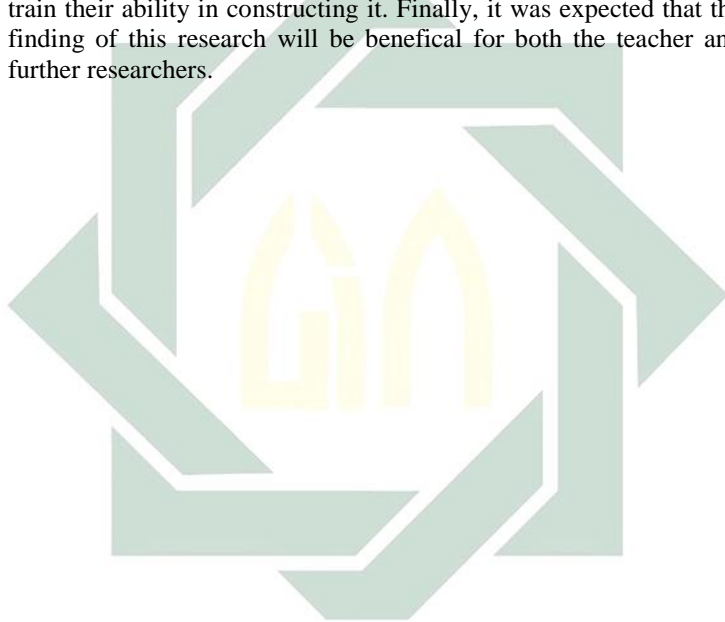 train their ability in constructing it. Finally, it was expected that th
finding of this research will be benefical for both the teacher an
further researchers.